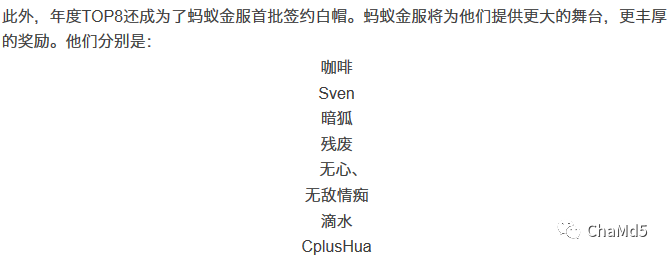 此外，年度TOP8还成为了蚂蚁金服首批签约白帽。蚂蚁金服将为他们提供更大的舞台，更丰厚
的奖励。他们分别是：
咖啡
Sven
暗狐
残废
无心、
无敌情痴
滴水
CplusHua
ChaMd5